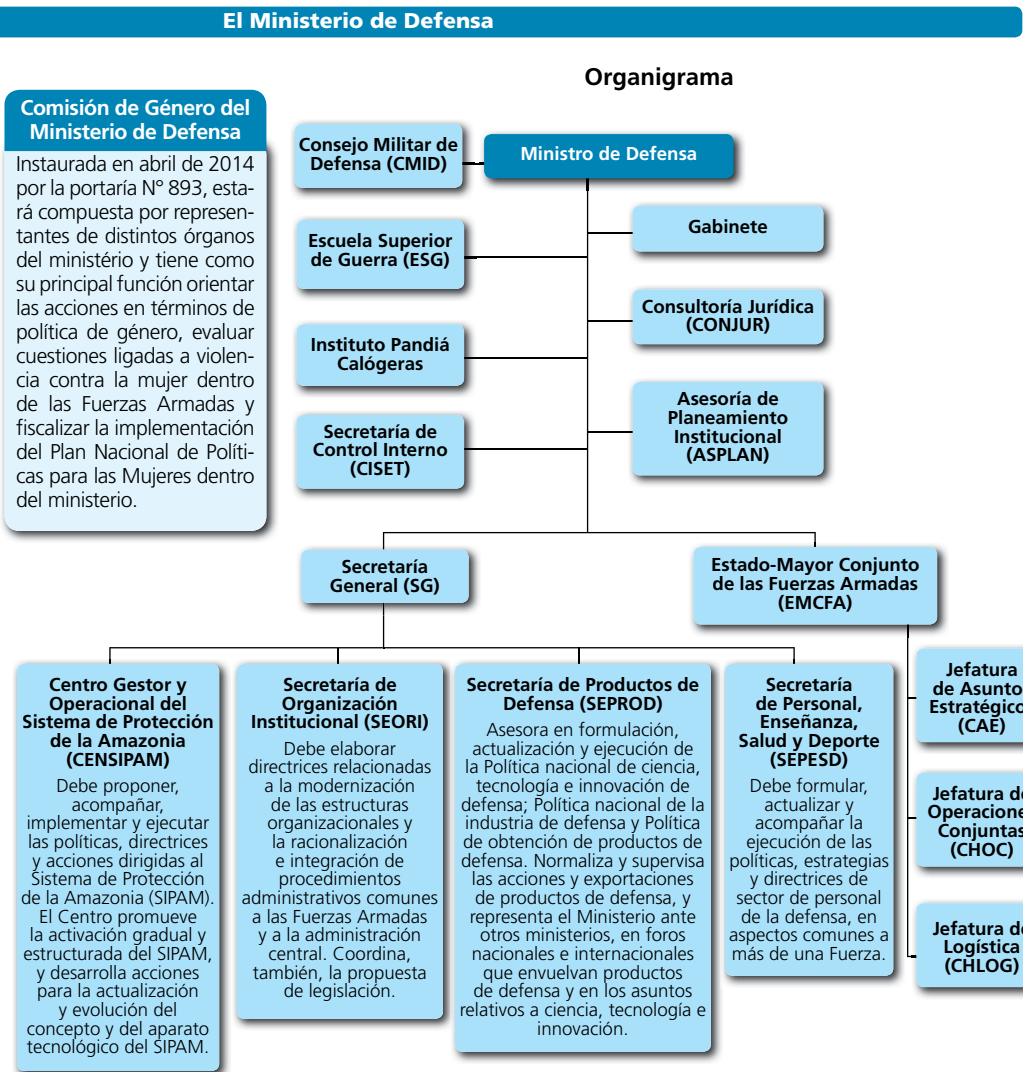 El Ministerio de Defensa
Organigrama
Comisión de Género del
Ministerio de Defensa
Instaurada en abril de 2014
por la portaría Nº 893, esta-
rá compuesta por represen-
tantes de distintos órganos
del ministério y tiene como
su principal función orientar
las acciones en términos de
política de género, evaluar
cuestiones ligadas a violen-
cia contra la mujer dentro
de las Fuerzas Armadas y
fiscalizar la implementación
del Plan Nacional de Políti-
cas para las Mujeres dentro
del ministerio.
Consejo Militar de
Defensa (CMID)
Ministro de Defensa
Escuela Superior
de Guerra (ESG)
Gabinete
Instituto Pandiá
Calógeras
Consultoría Jurídica
(CONJUR)
Secretaría de
Control Interno
(CISET)
Asesoría de
Planeamiento
Institucional
(ASPLAN)
Secretaría
General (SG)
Estado-Mayor Conjunto
de las Fuerzas Armadas
(EMCFA)
Centro Gestor y
Operacional del
Sistema de Protección
de la Amazonia
(CENSIPAM)
Debe proponer,
acompañar,
implementar y ejecutar
las políticas, directrices
y acciones dirigidas al
Sistema de Protección
de la Amazonia (SIPAM).
El Centro promueve
la activación gradual y
estructurada del SIPAM,
y desarrolla acciones
para la actualización
y evolución del
concepto y del aparato
tecnológico del SIPAM.
Secretaría de
Organización
Institucional (SEORI)
Debe elaborar
directrices relacionadas
a la modernización
de las estructuras
organizacionales y
la racionalización
e integración de
procedimientos
administrativos comunes
a las Fuerzas Armadas
y a la administración
central. Coordina,
también, la propuesta
de legislación.
Secretaría de Productos de
Defensa (SEPROD)
Asesora en formulación,
actualización y ejecución de
la Política nacional de ciencia,
tecnología e innovación de
defensa; Política nacional de la
industria de defensa y Política
de obtención de productos de
defensa. Normaliza y supervisa
las acciones y exportaciones
de productos de defensa, y
representa el Ministerio ante
otros ministerios, en foros
nacionales e internacionales
que envuelvan productos
de defensa y en los asuntos
relativos a ciencia, tecnología e
innovación.
Secretaría
de Personal,
Enseñanza,
Salud y Deporte
(SEPESD)
Debe formular,
actualizar y
acompañar la
ejecución de las
políticas, estrategias
y directrices de
sector de personal
de la defensa, en
aspectos comunes a
más de una Fuerza.
Jefatura
de Asunto
Estratégico
(CAE)
Jefatura de
Operacione
Conjuntas
(CHOC)
Jefatura de
Logística
(CHLOG)